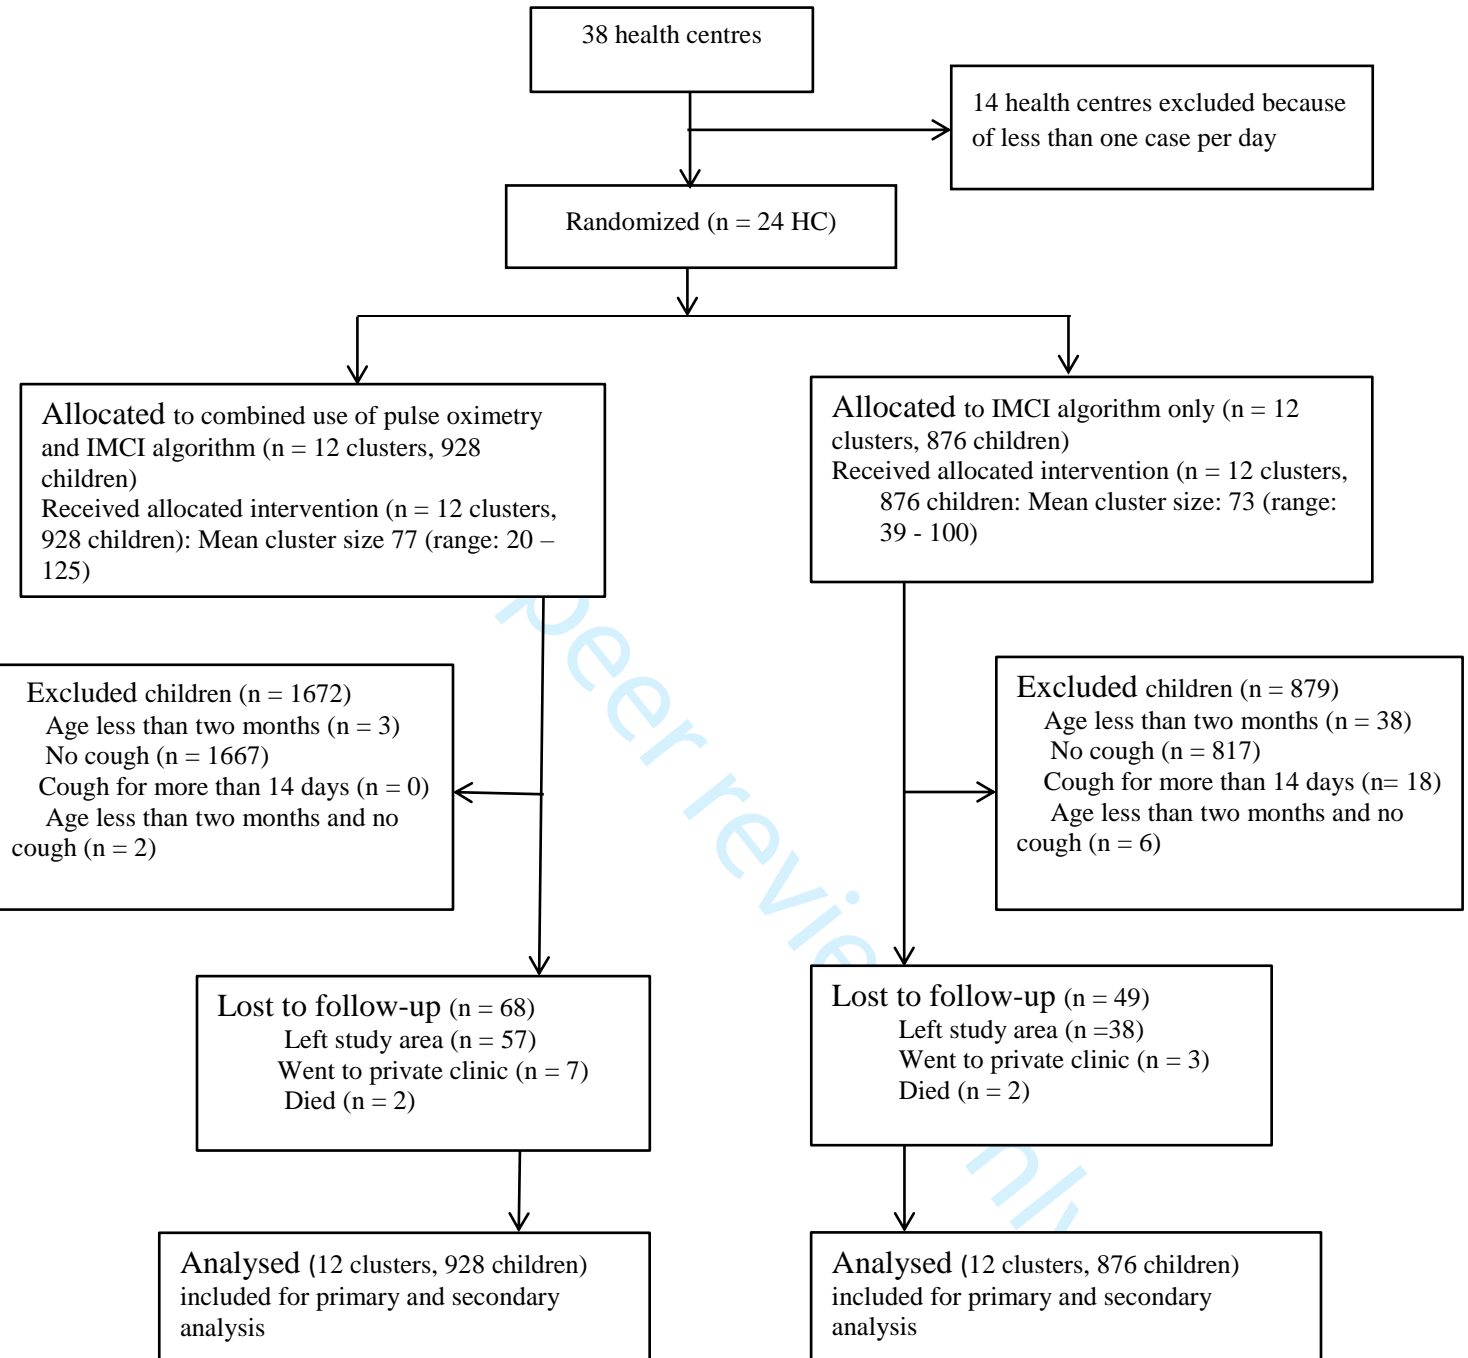 38 health centres
14 health centres excluded because
of less than one case per day
Randomized (n = 24 HC)
Allocated to combined use of pulse oximetry
and IMCI algorithm (n = 12 clusters, 928
children)
Received allocated intervention (n = 12 clusters,
928 children): Mean cluster size 77 (range: 20 –
125)
Allocated to IMCI algorithm only (n = 12
clusters, 876 children)
Received allocated intervention (n = 12 clusters,
876 children: Mean cluster size: 73 (range:
39 - 100)
Excluded children (n = 1672)
Age less than two months (n = 3)
No cough (n = 1667)
Cough for more than 14 days (n = 0)
Age less than two months and no
cough (n = 2)
Excluded children (n = 879)
Age less than two months (n = 38)
No cough (n = 817)
Cough for more than 14 days (n= 18)
Age less than two months and no
cough (n = 6)
Lost to follow-up (n = 68)
Left study area (n = 57)
Went to private clinic (n = 7)
Died (n = 2)
Lost to follow-up (n = 49)
Left study area (n =38)
Went to private clinic (n = 3)
Died (n = 2)
Analysed (12 clusters, 928 children)
included for primary and secondary
analysis
Analysed (12 clusters, 876 children)
included for primary and secondary
analysis
peer review only